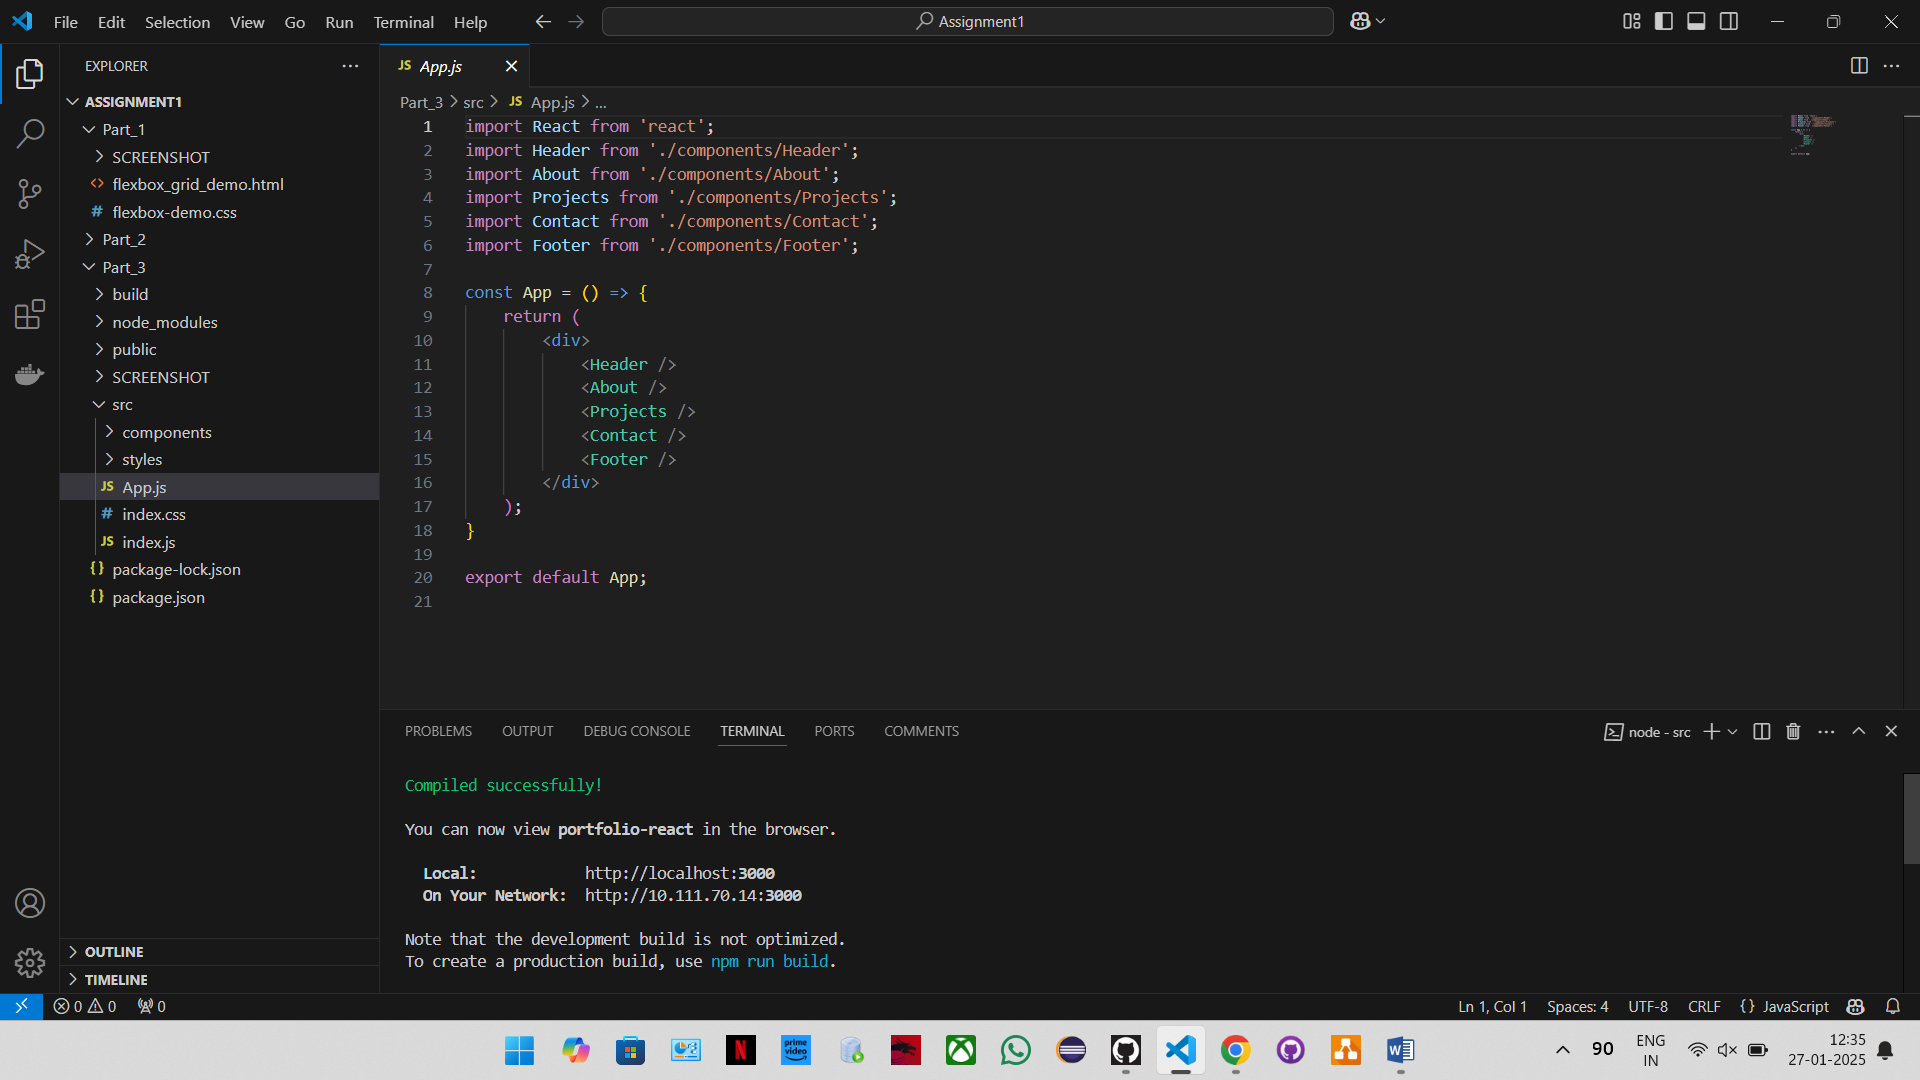 File Edit Selection View Go Run Terminal Help
Assignment1
EXPLORER
ASSIGNMENT1
Part_1
SCREENSHOT
flexbox_grid_demo.html
flexbox-demo.css
Part_2
Part_3
build
node_modules
public
SCREENSHOT
src
components
styles
JS App.js
# index.css
JS index.js
{} package-lock.json
{} package.json
OUTLINE
TIMELINE
JS App.js
Part_3 > src > JS App.js > ...
1 import React from 'react';
2 import Header from './components/Header';
3 import About from './components/About';
4 import Projects from './components/Projects';
5 import Contact from './components/Contact';
6 import Footer from './components/Footer';
7
8 const App = () => {
9 return (
10 <div>
11 <Header />
12 <About />
13 <Projects />
14 <Contact />
15 <Footer />
16 </div>
17 );
18 }
19
20 export default App;
21
PROBLEMS OUTPUT DEBUG CONSOLE TERMINAL PORTS COMMENTS
node - src
Compiled successfully!
You can now view portfolio-react in the browser.
Local: http://localhost:3000
On Your Network: http://10.111.70.14:3000
Note that the development build is not optimized.
To create a production build, use npm run build.
0 0 0
Ln 1, Col 1 Spaces: 4 UTF-8 CRLF {} JavaScript
N
prime video
90
ENG
IN
12:35
27-01-2025